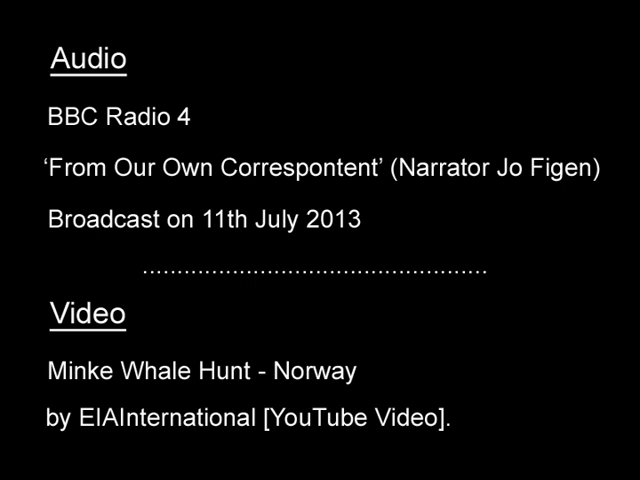 Audio
BBC Radio 4
‘From Our Own Correspontent’ (Narrator Jo Figen)
Broadcast on 11th July 2013
..................................................
Video
Minke Whale Hunt - Norway
by EIAInternational [YouTube Video].